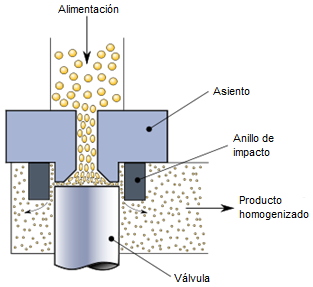 Alimentación
Asiento
Anillo de
impacto
Producto
homogenizado
Válvula